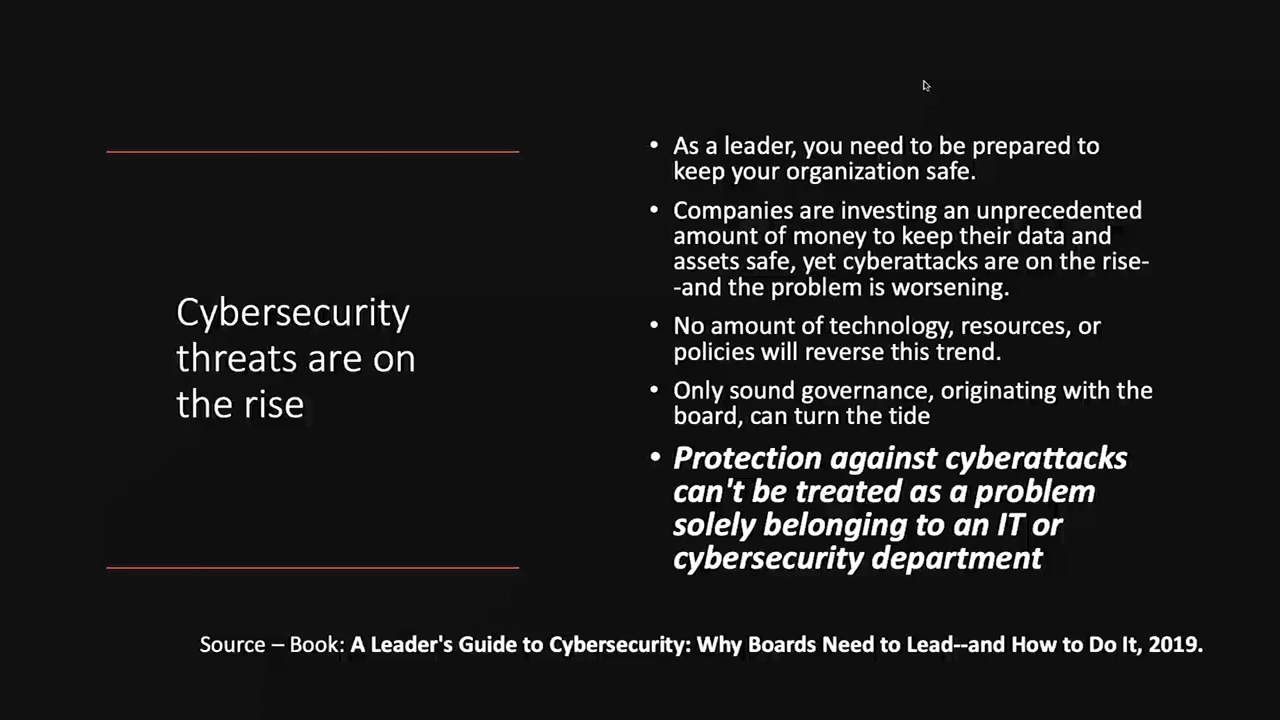 Cybersecurity
threats are on
the rise
• As a leader, you need to be prepared to
keep your organization safe.
• Companies are investing an unprecedented
amount of money to keep their data and
assets safe, yet cyberattacks are on the rise-
-and the problem is worsening.
• No amount of technology, resources, or
policies will reverse this trend.
• Only sound governance, originating with the
board, can turn the tide
• Protection against cyberattacks
can't be treated as a problem
solely belonging to an IT or
cybersecurity department
Source – Book: A Leader's Guide to Cybersecurity: Why Boards Need to Lead--and How to Do It, 2019.